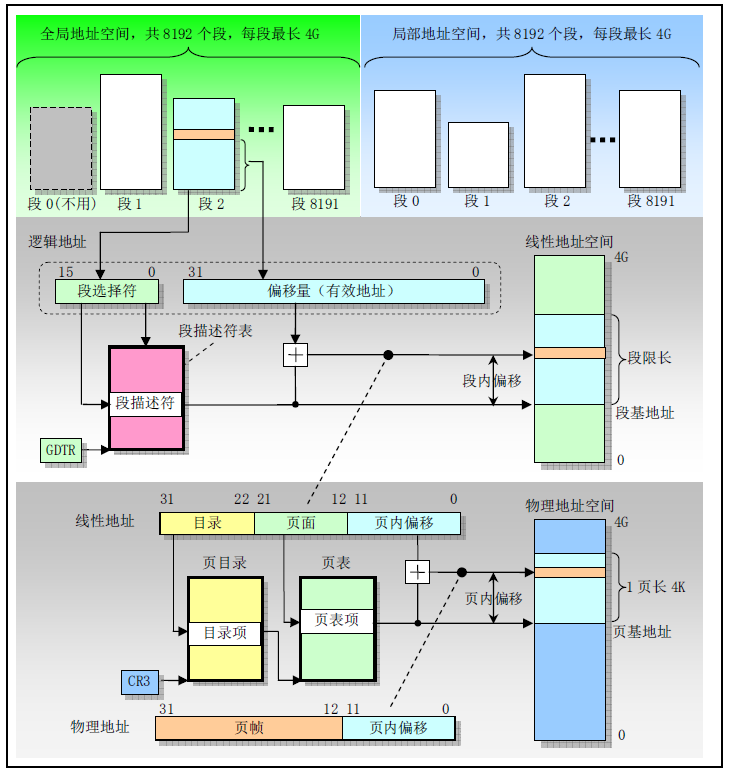 全局地址空间，共 8192 个段，每段最长 4G
局部地址空间，共 8192 个段，每段最长 4G
段 0(不用)
段 1
段 2
段 8191
段 0
段 1
段 2
段 8191
逻辑地址
线性地址空间
15 0
31 0
4G
段选择符
偏移量（有效地址）
段描述符表
段限长
段内偏移
段描述符
段基地址
GDTR
0
31 22 21 12 11 0
物理地址空间
线性地址
目录
页面
页内偏移
4G
页目录
页表
1 页长 4K
页内偏移
目录项
页表项
页基地址
CR3
31 12 11 0
物理地址
页帧
页内偏移
0